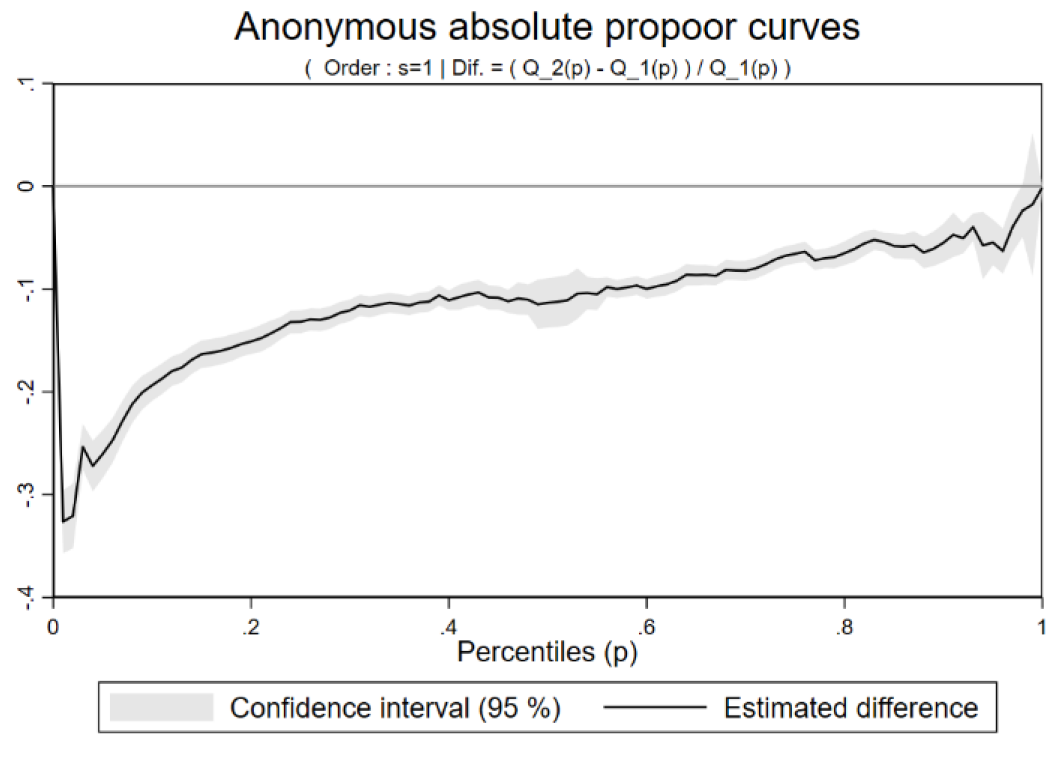 Anonymous absolute propoor curves
( Order : s=1 | Dif. = ( Q_2(p) - Q_1(p) ) / Q_1(p) )
.1
0
-.1
-.2
-.3
-.4
0 .2 .4 .6 .8 1
Percentiles (p)
Confidence interval (95 %) Estimated difference